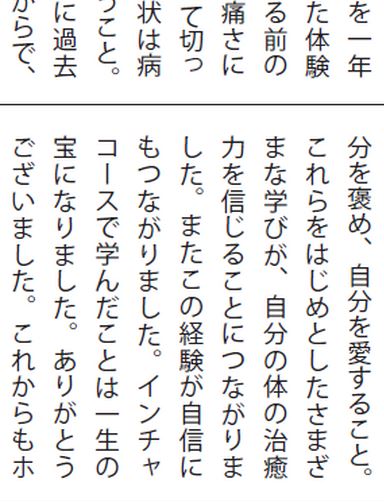 を一年
た体験
る前の
痛さに
て切っ
状は病
うこと。
に過去
からで、
分を褒め、自分を愛すること。
これらをはじめとしたさまざ
まな学びが、自分の体の治癒
力を信じることにつながりま
した。またこの経験が自信に
もつながりました。インチャ
コースで学んだことは一生の
宝になりました。ありがとう
ございました。これからもホ